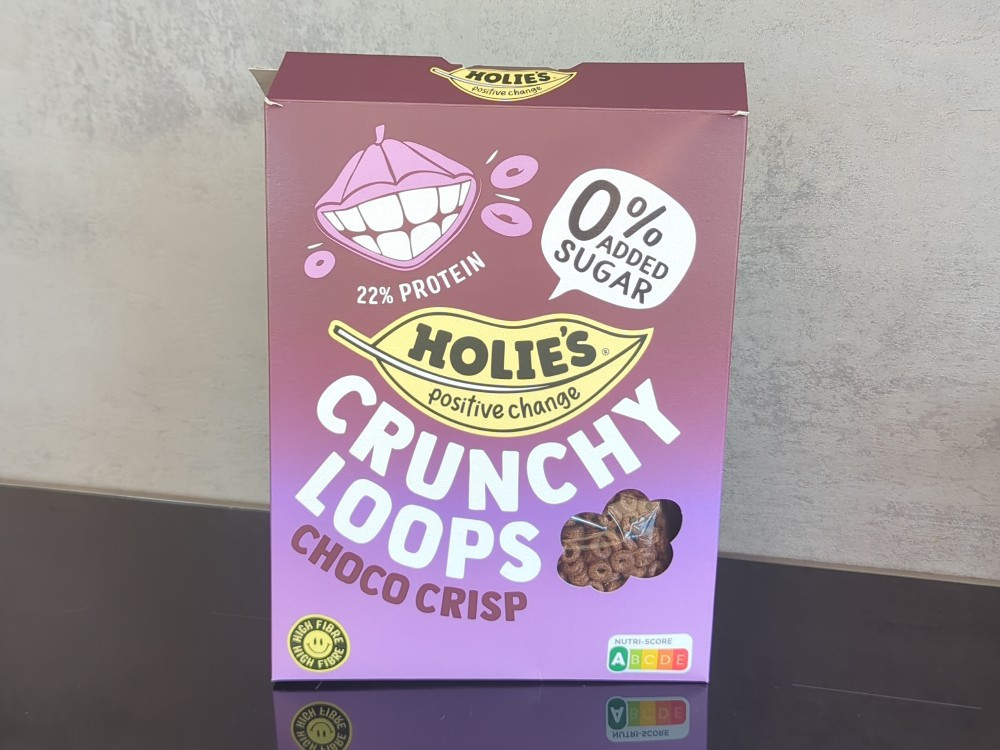 HOLIE'S
positive change
0%
ADDED
SUGAR
22% PROTEIN
HOLIE'S®
positive change
CRUNCHY
LOOPS
CHOCO CRISP
HIGH FIBRE
HIGH FIBRE
NUTRI-SCORE
A B C D E